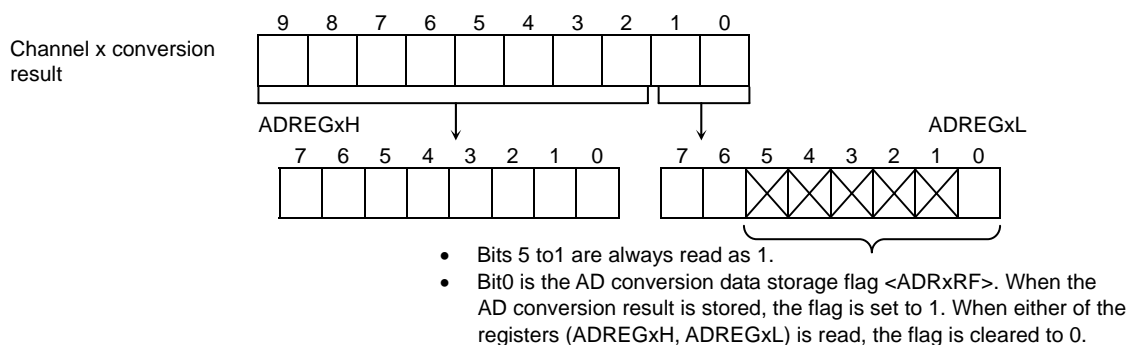 9 8 7 6 5 4 3 2 1 0
Channel x conversion
result
ADREGxH
ADREGxL
7 6 5 4 3 2 1 0
7 6 5 4 3 2 1 0
• Bits 5 to1 are always read as 1.
• Bit0 is the AD conversion data storage flag <ADRxRF>. When the
AD conversion result is stored, the flag is set to 1. When either of the
registers (ADREGxH, ADREGxL) is read, the flag is cleared to 0.